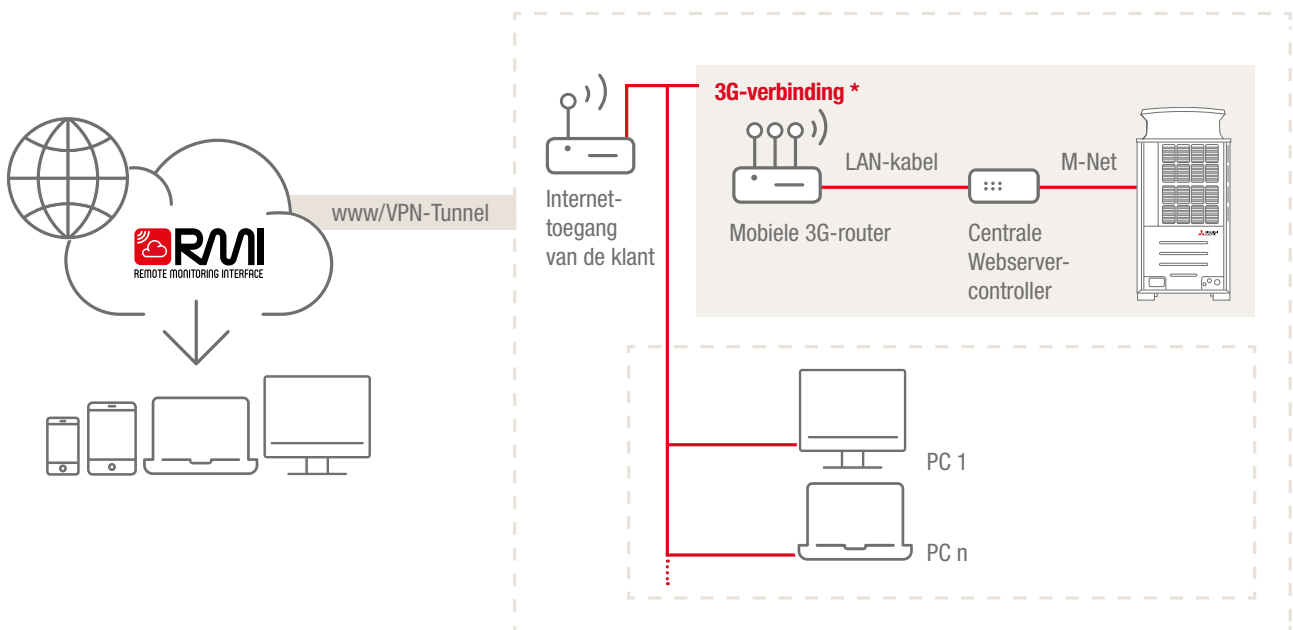 3G-verbinding *
LAN-kabel
M-Net
www/VPN-Tunnel
Internet-
toegang
van de klant
Mobiele 3G-router
Centrale
Webserver-
controller
RMI
REMOTE MONITORING INTERFACE
PC 1
PC n